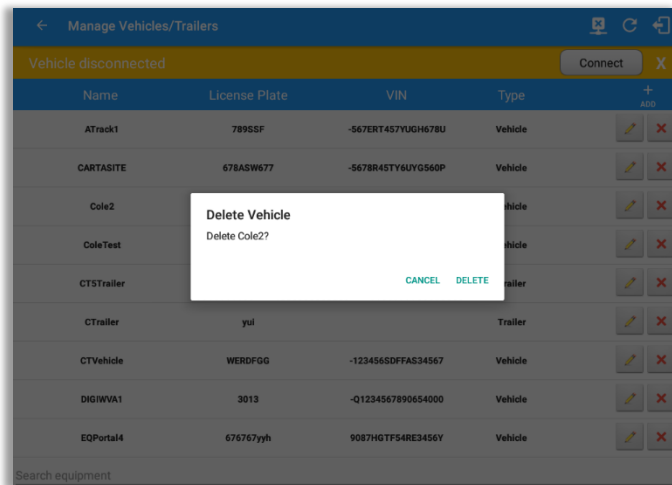 Manage Vehicles/Trailers
Vehicle disconnected Connect X
Name License Plate VIN Type + ADD
ATrack1 789SSF -567ERT457YUGH678U Vehicle
CARTASITE 678ASW677 -5678R45TY6UYG560P Vehicle
Cole2 ehicle
ColeTest ehicle
Delete Vehicle
Delete Cole2?
CANCEL DELETE
CT5Trailer railer
CTrailer yui Trailer
CTVehicle WERDFGG -123456SDFFAS34567 Vehicle
DIGIWVA1 3013 -Q1234567890654000 Vehicle
EQPortal4 676767yyh 9087HGTF54RE3456Y Vehicle
Search equipment